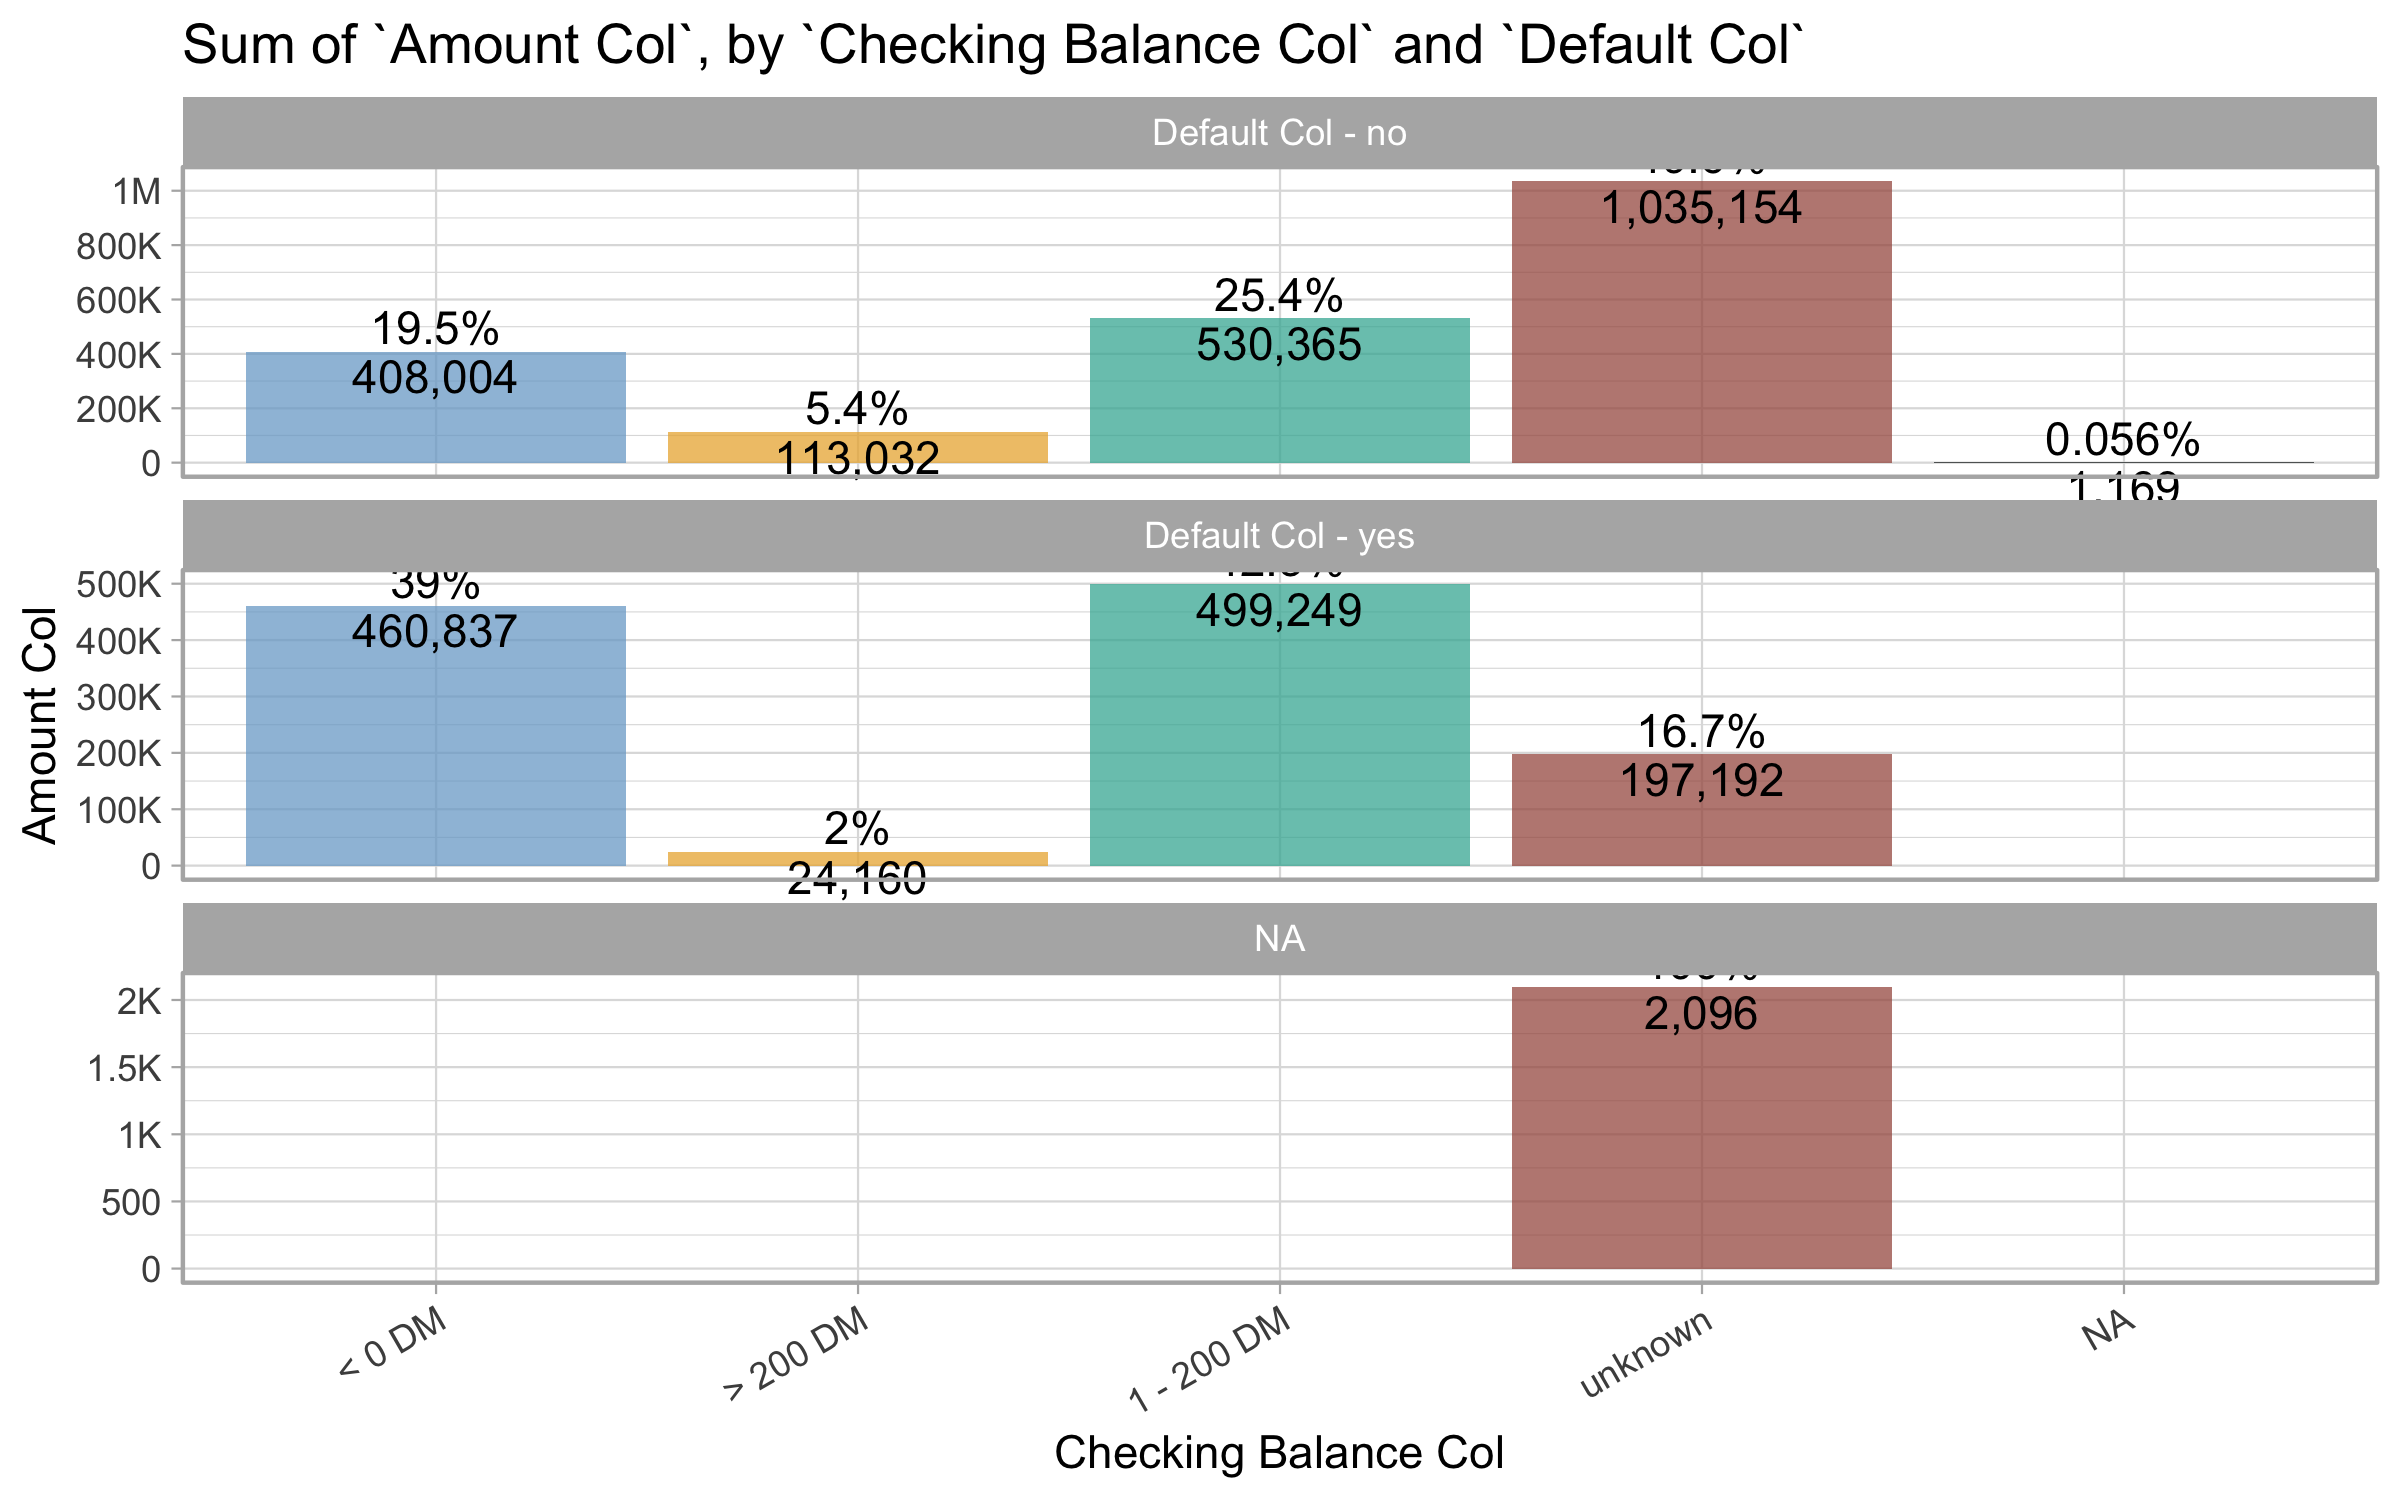 Sum of `Amount Col`, by `Checking Balance Col` and `Default Col`
Default Col - no
1M
800K
600K
400K
200K
0
1,035,154
25.4%
530,365
19.5%
408,004
5.4%
113,032
0.056%
1,169
Default Col - yes
500K
400K
300K
200K
100K
0
39%
460,837
499,249
16.7%
197,192
2%
24,160
Amount Col
NA
2K
1.5K
1K
500
0
2,096
< 0 DM
> 200 DM
1 - 200 DM
unknown
NA
Checking Balance Col